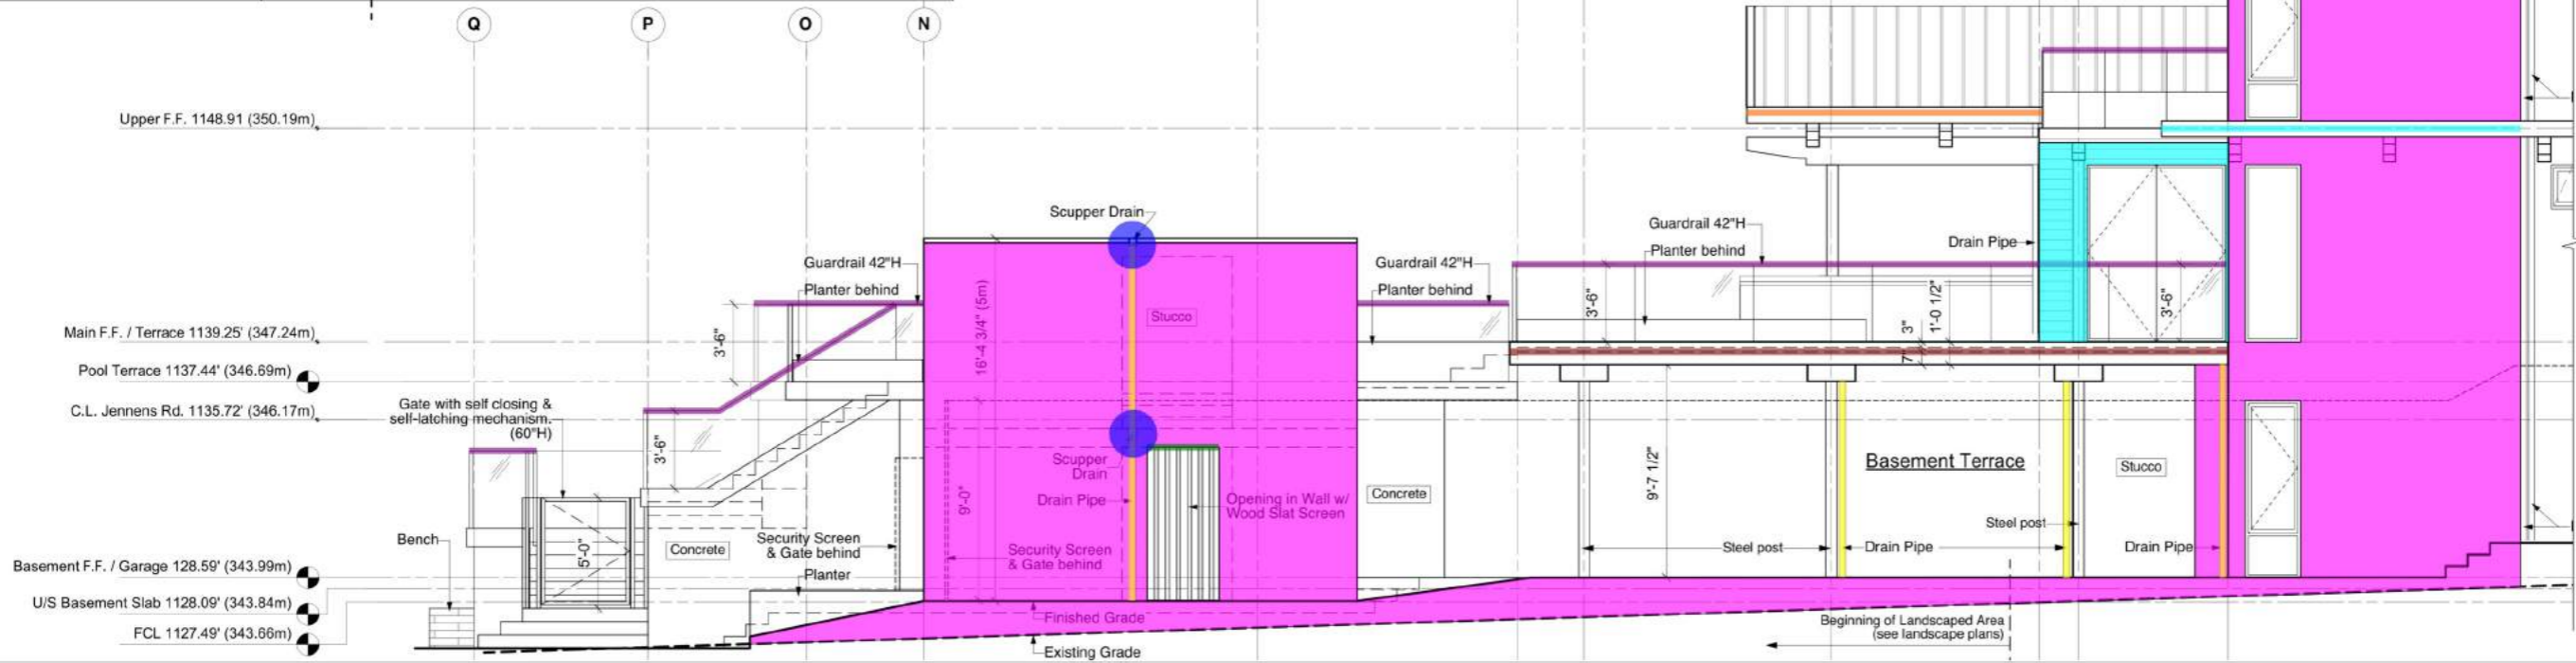 Q
P
O
N
Upper F.F. 1148.91 (350.19m)
Scupper Drain
Guardrail 42"H
Guardrail 42"H
Guardrail 42"H
Planter behind
Drain Pipe
Planter behind
Planter behind
Stucco
16'-4 3/4" (5m)
3'-6"
3'-6"
3'-6"
3"
1'-0 1/2"
7"
Main F.F. / Terrace 1139.25' (347.24m)
Pool Terrace 1137.44' (346.69m)
C.L. Jennens Rd. 1135.72' (346.17m)
Gate with self closing &
self-latching mechanism.
(60"H)
3'-6"
Scupper
Drain
Drain Pipe
9'-0"
Opening in Wall w/
Wood Slat Screen
Concrete
9'-7 1/2"
Basement Terrace
Stucco
Steel post
Bench
5'-0"
Concrete
Security Screen
& Gate behind
Security Screen
& Gate behind
Steel post
Drain Pipe
Drain Pipe
Planter
Basement F.F. / Garage 128.59' (343.99m)
U/S Basement Slab 1128.09' (343.84m)
FCL 1127.49' (343.66m)
Finished Grade
Existing Grade
Beginning of Landscaped Area
(see landscape plans)